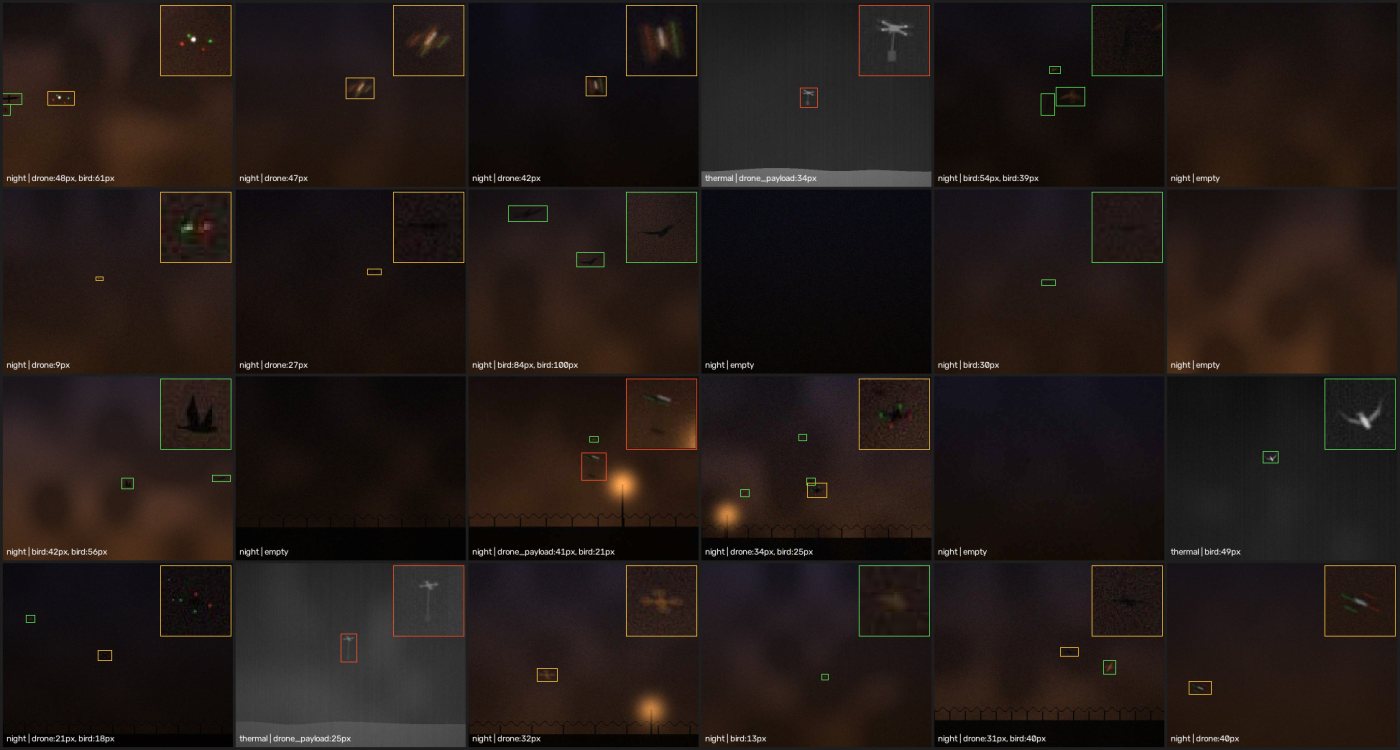 night | drone:48px, bird:61px
night | drone:47px
night | drone:42px
thermal | drone_payload:34px
night | bird:54px, bird:39px
night | empty
night | drone:9px
night | drone:27px
night | bird:84px, bird:100px
night | empty
night | bird:30px
night | empty
night | bird:42px, bird:56px
night | empty
night | drone_payload:41px, bird:21px
night | drone:34px, bird:25px
night | empty
thermal | bird:49px
night | drone:21px, bird:18px
thermal | drone_payload:25px
night | drone:32px
night | bird:13px
night | drone:31px, bird:40px
night | drone:40px